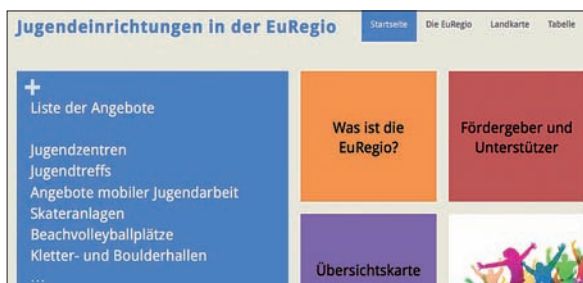 Jugendeinrichtungen in der EuRegio
Startseite
Die EuRegio
Landkarte
Tabelle
+
Liste der Angebote
Jugendzentren
Jugendtreffs
Angebote mobiler Jugendarbeit
Skateranlagen
Beachvolleyballplätze
Kletter- und Boulderhallen
...
Was ist die
EuRegio?
Fördergeber und
Unterstützer
Übersichtskarte